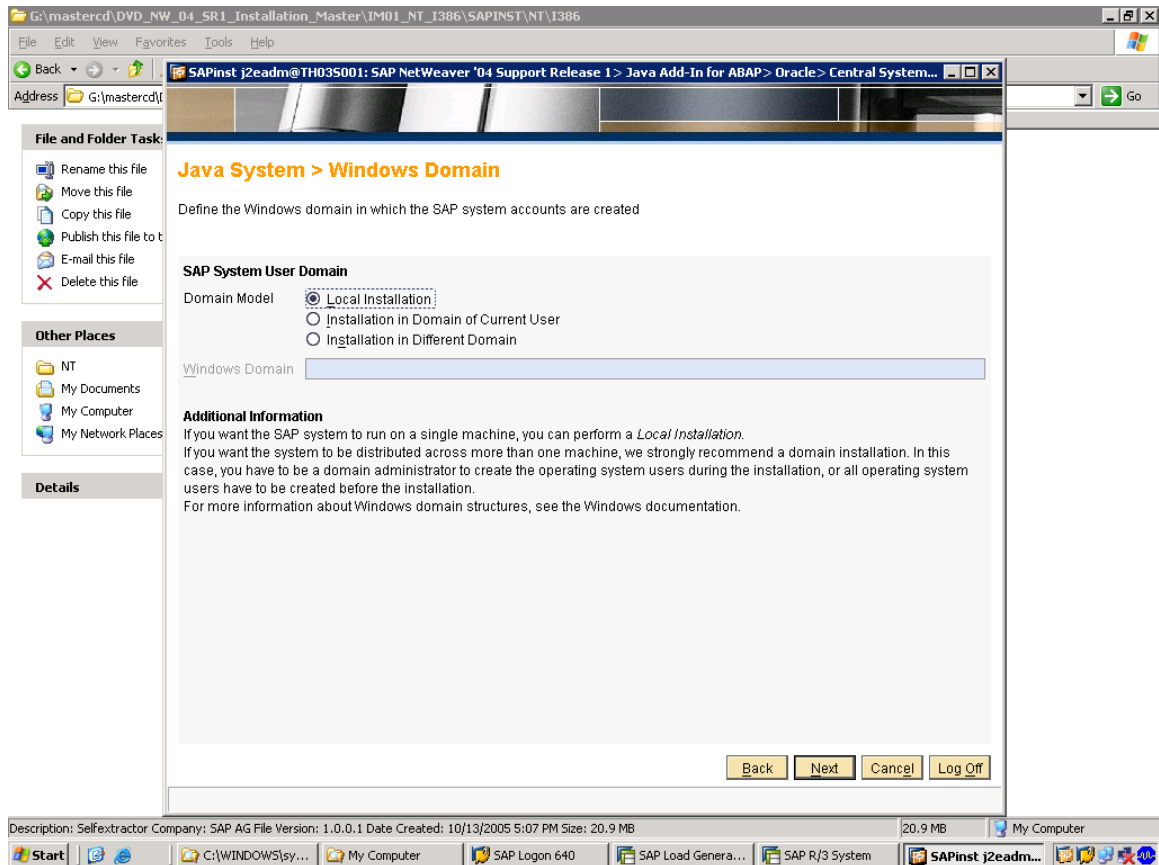 G:\mastercd\DVD_NW_04_SR1_Installation_Master\IM01_NT_I386\SAPINST\NT\I386
File Edit View Favorites Tools Help
Back
SAPinst j2eadm@TH03S001: SAP NetWeaver '04 Support Release 1> Java Add-In for ABAP> Oracle> Central System...
Address G:\mastercd\
Go
File and Folder Task
Rename this file
Move this file
Copy this file
Publish this file to t
E-mail this file
Delete this file
Other Places
NT
My Documents
My Computer
My Network Places
Details
Java System > Windows Domain
Define the Windows domain in which the SAP system accounts are created
SAP System User Domain
Domain Model Local Installation
Installation in Domain of Current User
Installation in Different Domain
Windows Domain
Additional Information
If you want the SAP system to run on a single machine, you can perform a Local Installation.
If you want the system to be distributed across more than one machine, we strongly recommend a domain installation. In this
case, you have to be a domain administrator to create the operating system users during the installation, or all operating system
users have to be created before the installation.
For more information about Windows domain structures, see the Windows documentation.
Back Next Cancel Log Off
Description: Selfextractor Company: SAP AG File Version: 1.0.0.1 Date Created: 10/13/2005 5:07 PM Size: 20.9 MB 20.9 MB My Computer
Start C:\WINDOWS\sy... My Computer SAP Logon 640 SAP Load Genera... SAP R/3 System SAPinst j2eadm...